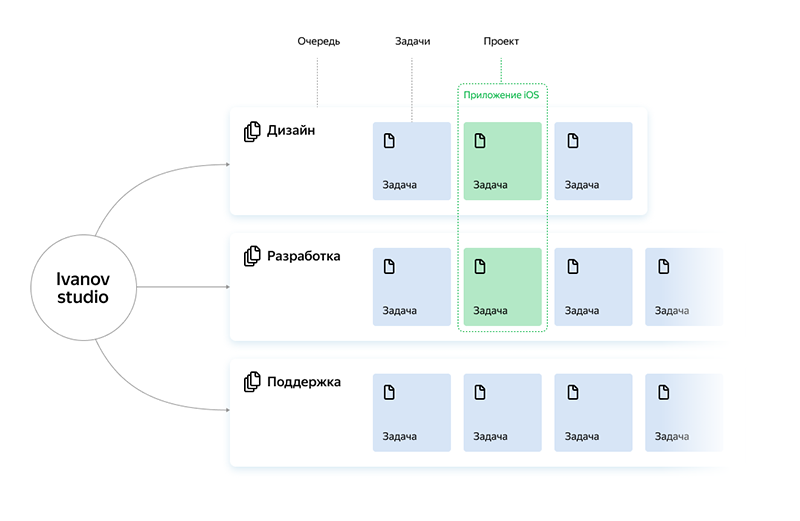 Очередь
Задачи
Проект
Приложение iOS
Дизайн
Задача
Задача
Задача
Ivanov
studio
Разработка
Задача
Задача
Задача
Задача
Поддержка
Задача
Задача
Задача
Задача